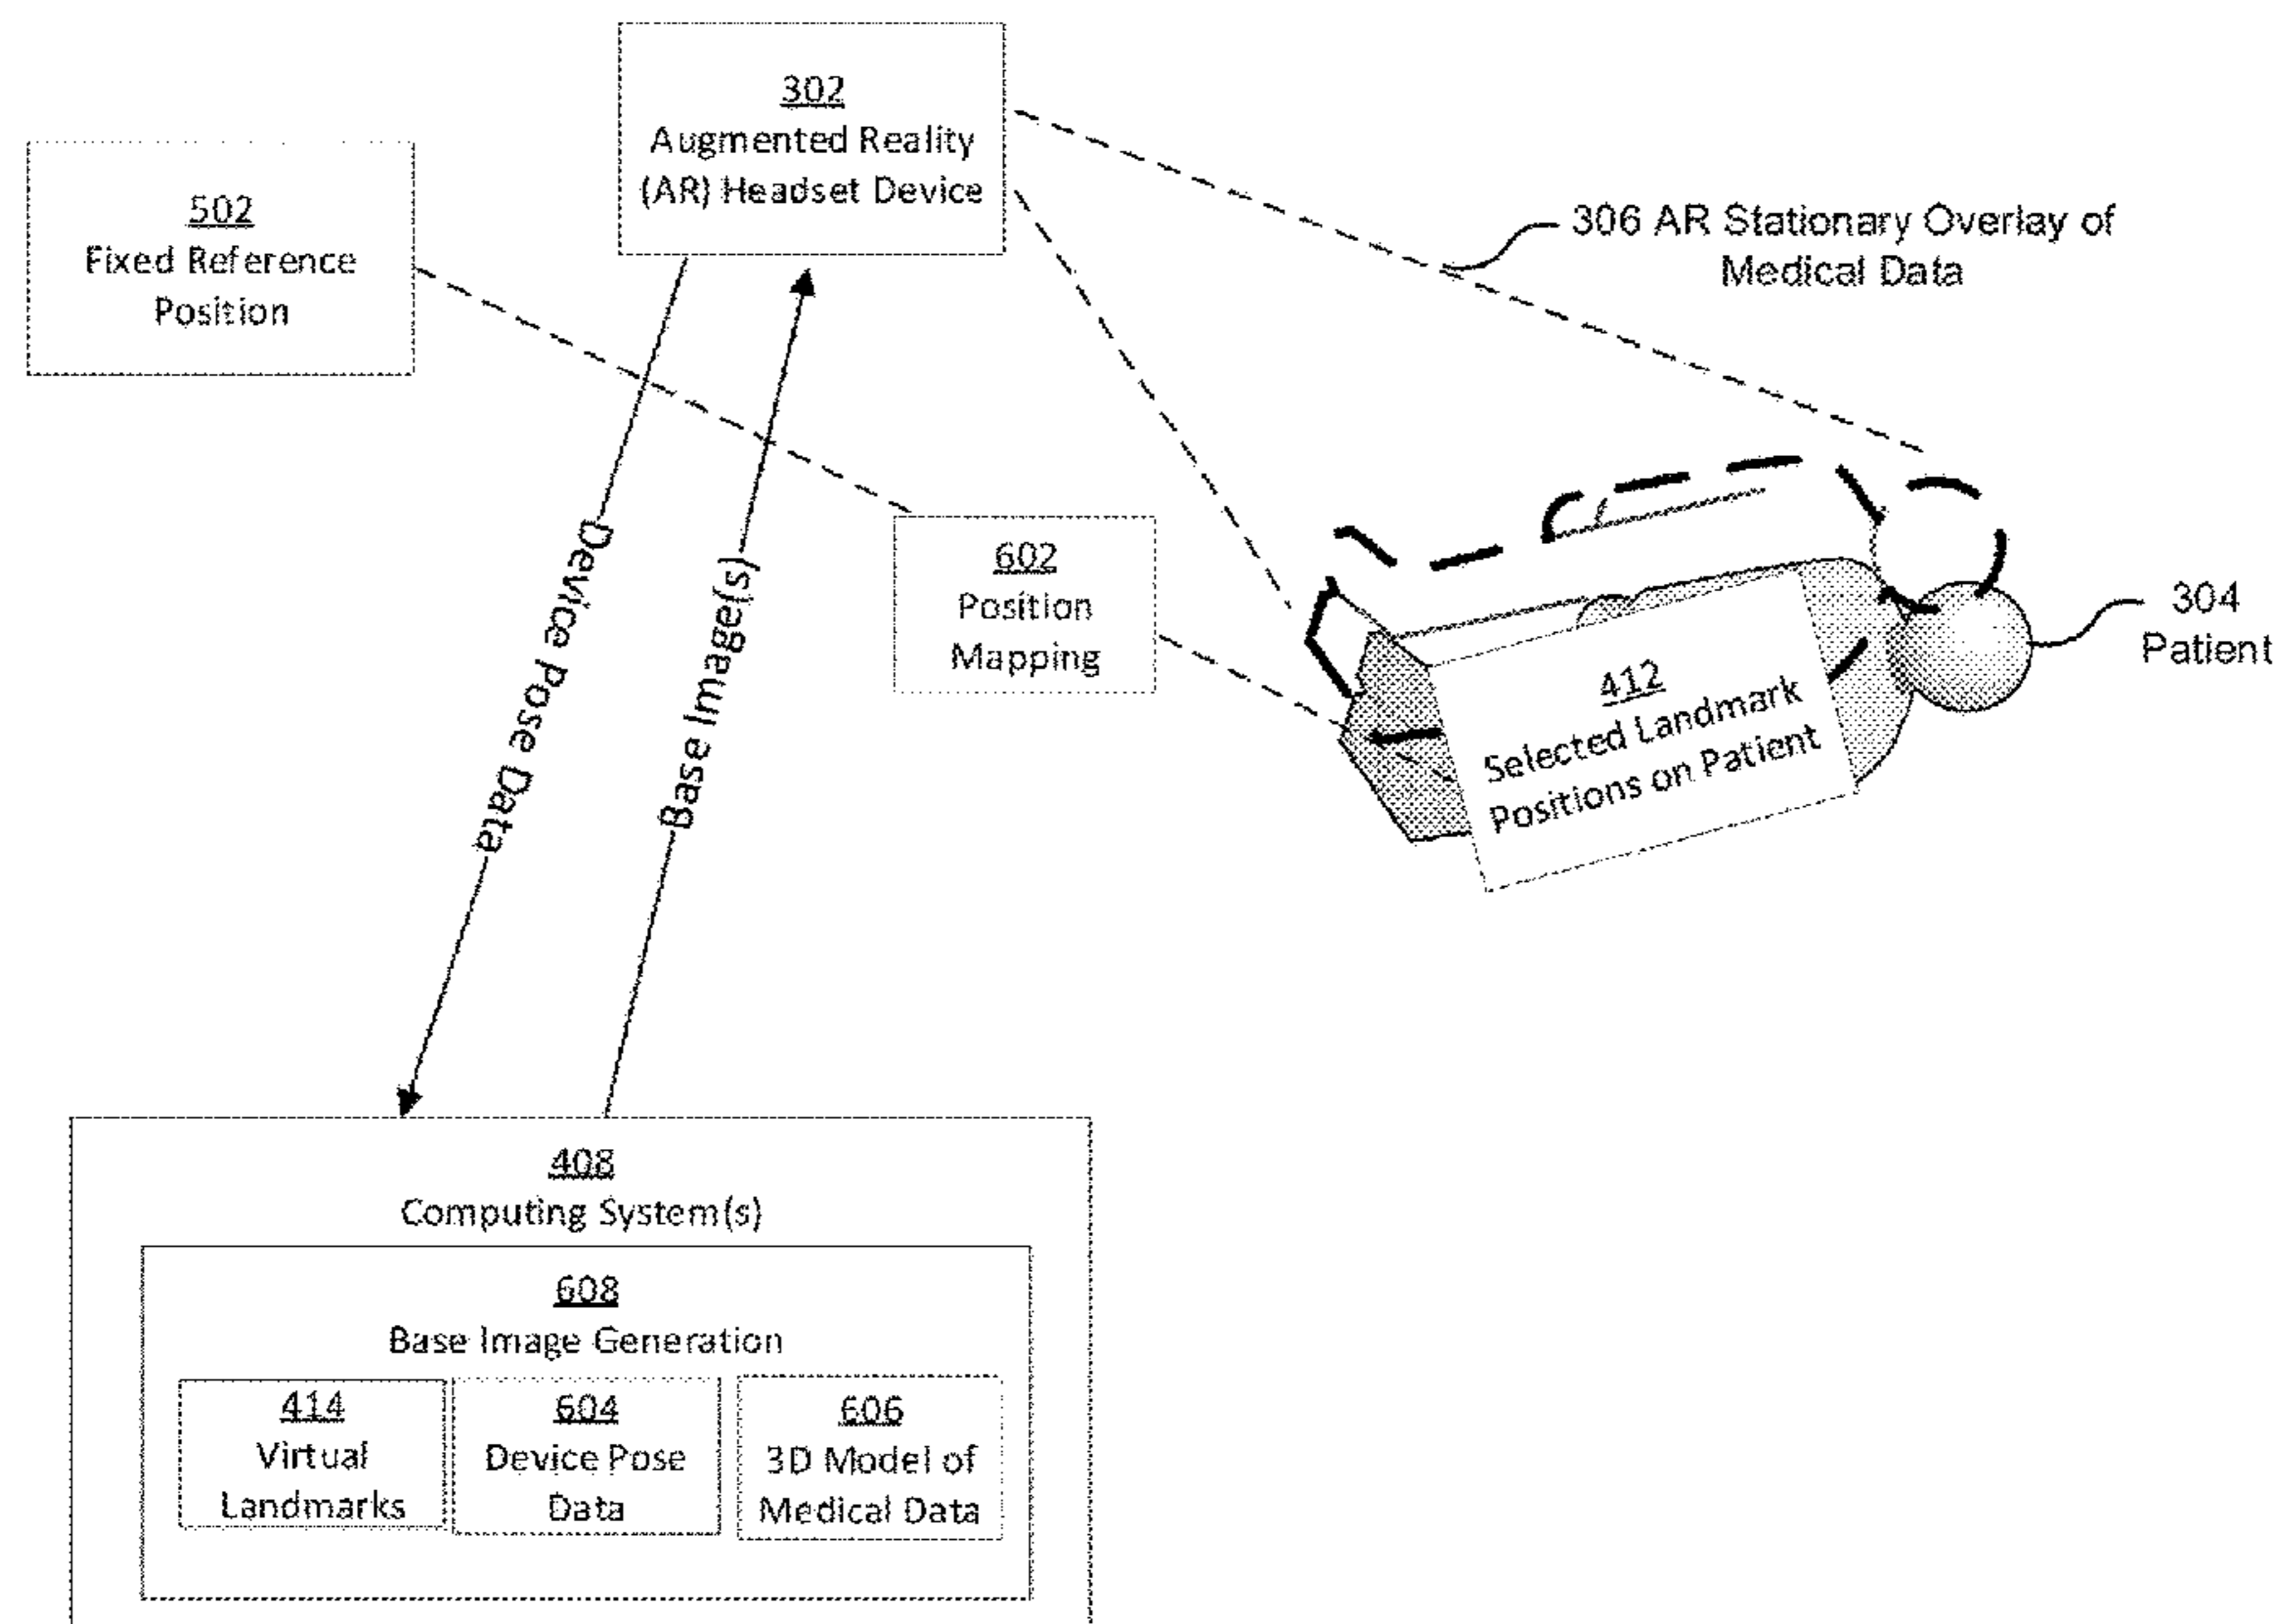 302
Augmented Reality
(AR) Headset Device
502
Fixed Reference
Position
306 AR Stationary Overlay of
Medical Data
602
Position
Mapping
304
Patient
412
Selected Landmark
Positions on Patient
Device Pose Data
Base Image(s)
408
Computing System(s)
608
Base Image Generation
414
Virtual
Landmarks
604
Device Pose
Data
606
3D Model of
Medical Data